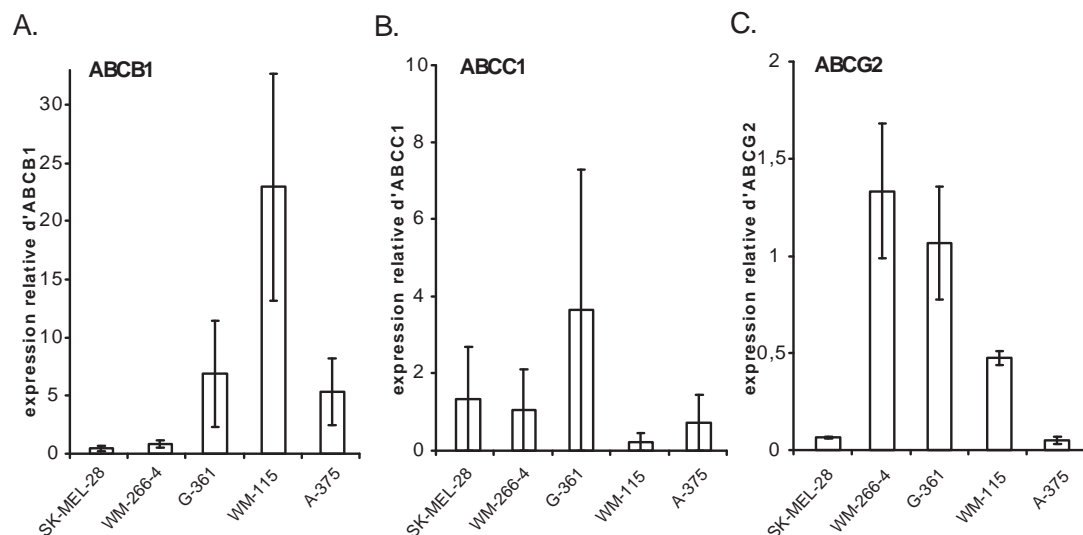 A.
ABCB1
expression relative d'ABCB1
30
25
20
15
10
5
0
SK-MEL-28
WM-266-4
G-361
WM-115
A-375
B.
ABCC1
expression relative d'ABCC1
10
8
6
4
2
0
SK-MEL-28
WM-266-4
G-361
WM-115
A-375
C.
ABCG2
expression relative d'ABCG2
2
1,5
1
0,5
0
SK-MEL-28
WM-266-4
G-361
WM-115
A-375